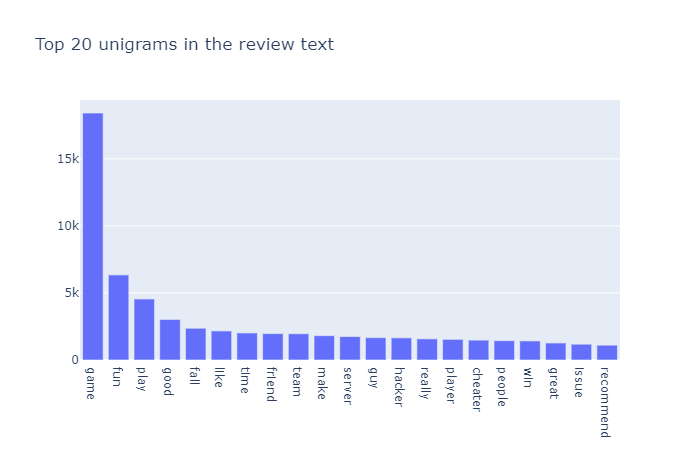 Top 20 unigrams in the review text
15k
10k
5k
0
game
fun
play
good
fall
like
time
friend
team
make
server
guy
hacker
really
player
cheater
people
win
great
issue
recommend